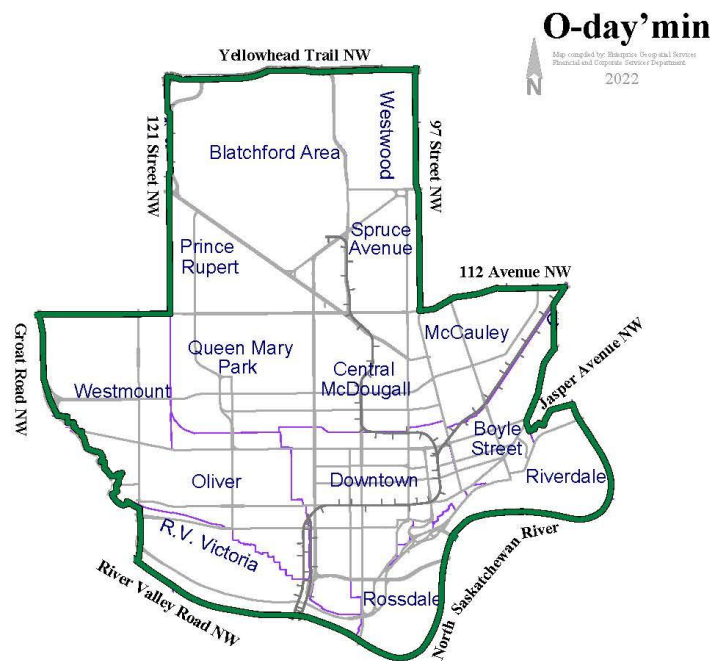 O-day'min
Map compiled by: Enterprise Geospatial Services
Financial and Corporate Services Department
2022
N
Yellowhead Trail NW
121 Street NW
97 Street NW
Westwood
Blatchford Area
Spruce
Avenue
Prince
Rupert
112 Avenue NW
McCauley
Groat Road NW
Queen Mary
Park
Central
McDougall
Jasper Avenue NW
Westmount
Boyle
Street
Oliver
Downtown
Riverdale
R.V. Victoria
River Valley Road NW
Rossdale
North Saskatchewan River